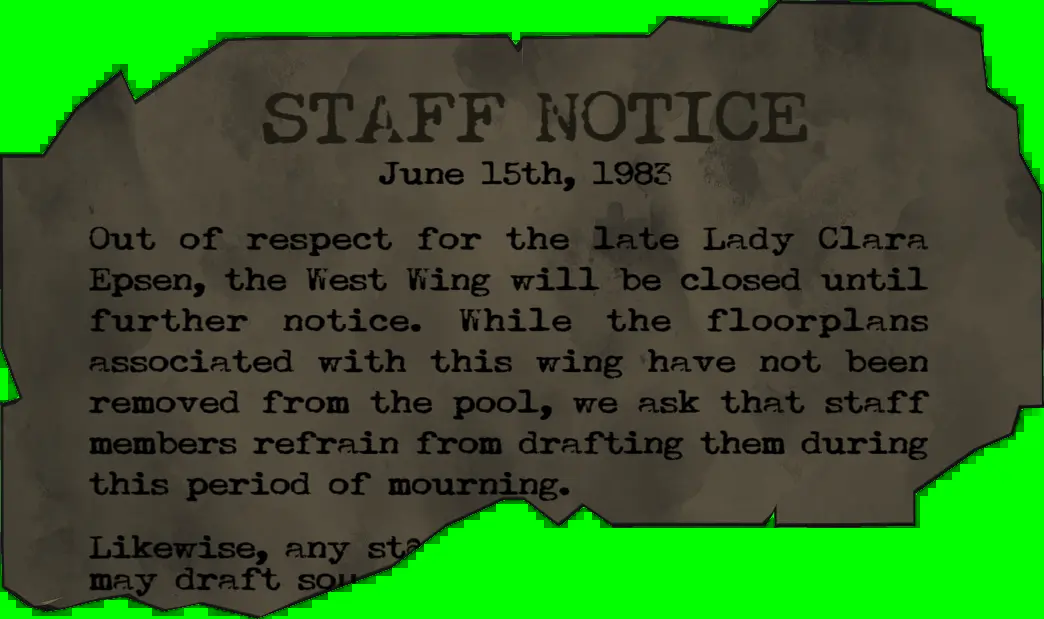 STAFF NOTICE
June 15th, 1983
Out of respect for the late Lady Clara
Epsen, the West Wing will be closed until
further notice. While the floorplans
associated with this wing have not been
removed from the pool, we ask that staff
members refrain from drafting them during
this period of mourning.
Likewise, any
may draft